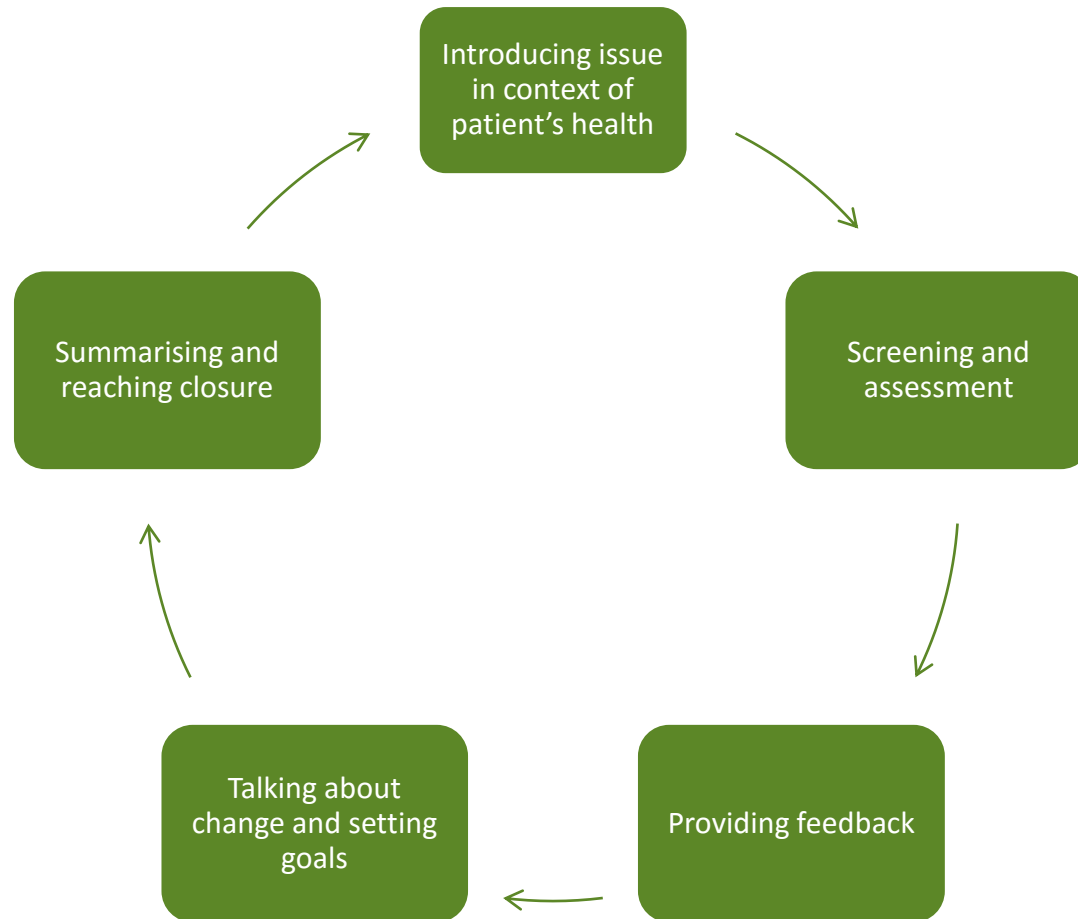 Introducing issue
in context of
patient’s health
Screening and
assessment
Providing feedback
Talking about
change and setting
goals
Summarising and
reaching closure